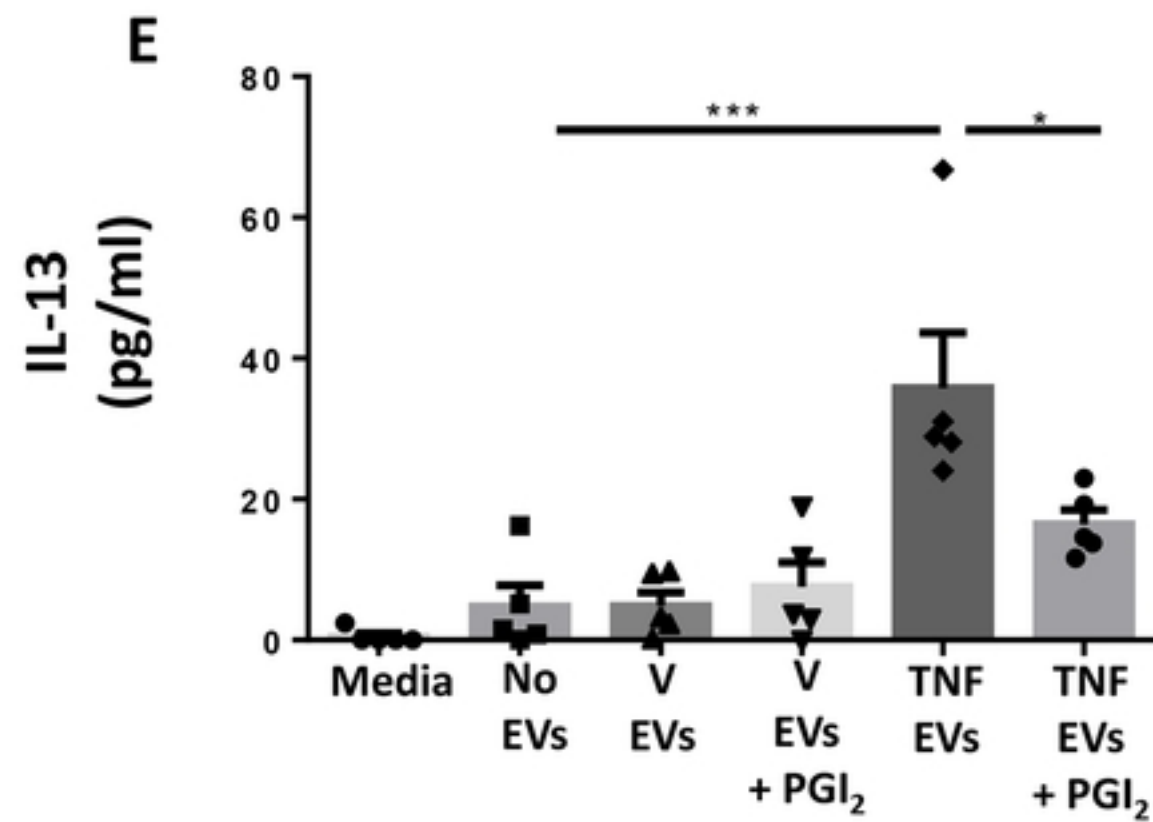 E
IL-13
(pg/ml)
80
60
40
20
0
***
*
Media
No
EVs
V
EVs
V
EVs
+ PGI₂
TNF
EVs
TNF
EVs
+ PGI₂